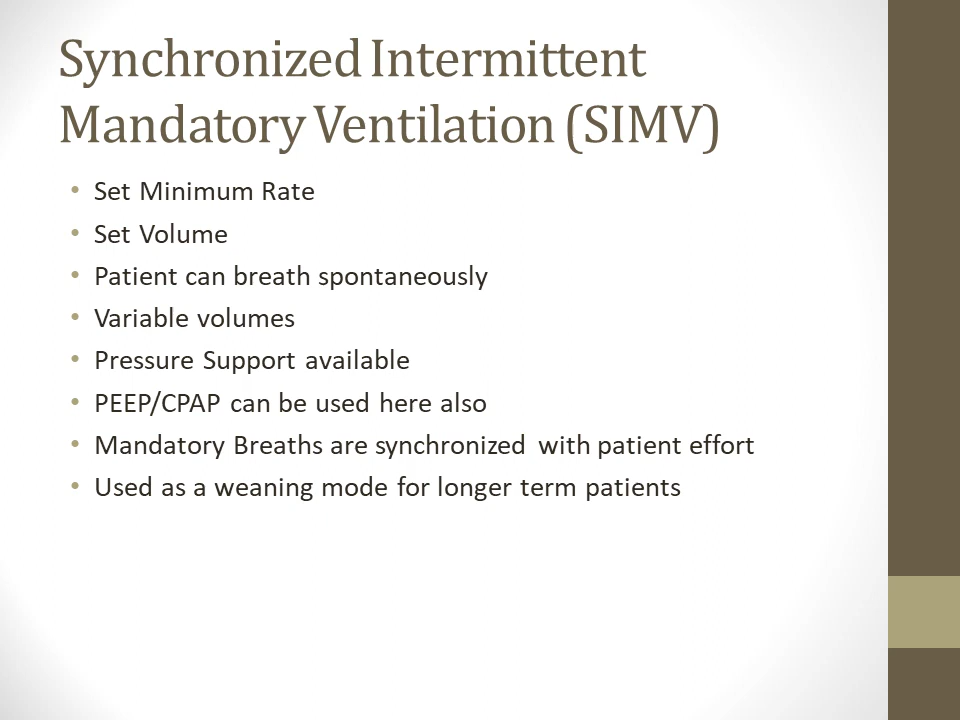 Synchronized Intermittent
Mandatory Ventilation (SIMV)
• Set Minimum Rate
• Set Volume
• Patient can breath spontaneously
• Variable volumes
• Pressure Support available
• PEEP/CPAP can be used here also
• Mandatory Breaths are synchronized with patient effort
• Used as a weaning mode for longer term patients